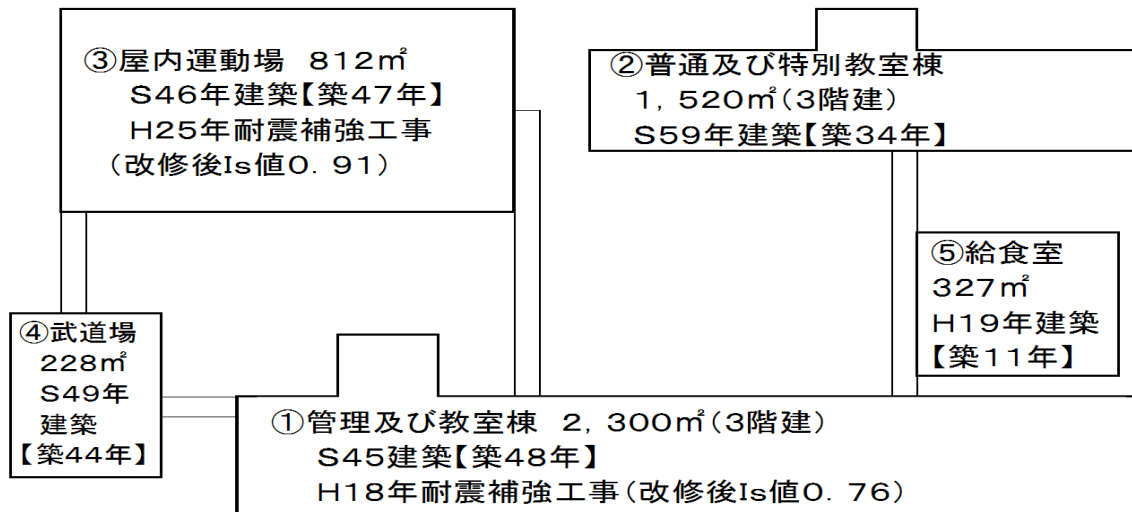 ③屋内運動場 812㎡
S46年建築【築47年】
H25年耐震補強工事
(改修後Is値0.91)
②普通及び特別教室棟
1,520㎡(3階建)
S59年建築【築34年】
⑤給食室
327㎡
H19年建築
【築11年】
④武道場
228㎡
S49年
建築
【築44年】
①管理及び教室棟 2,300㎡(3階建)
S45建築【築48年】
H18年耐震補強工事(改修後Is値0.76)